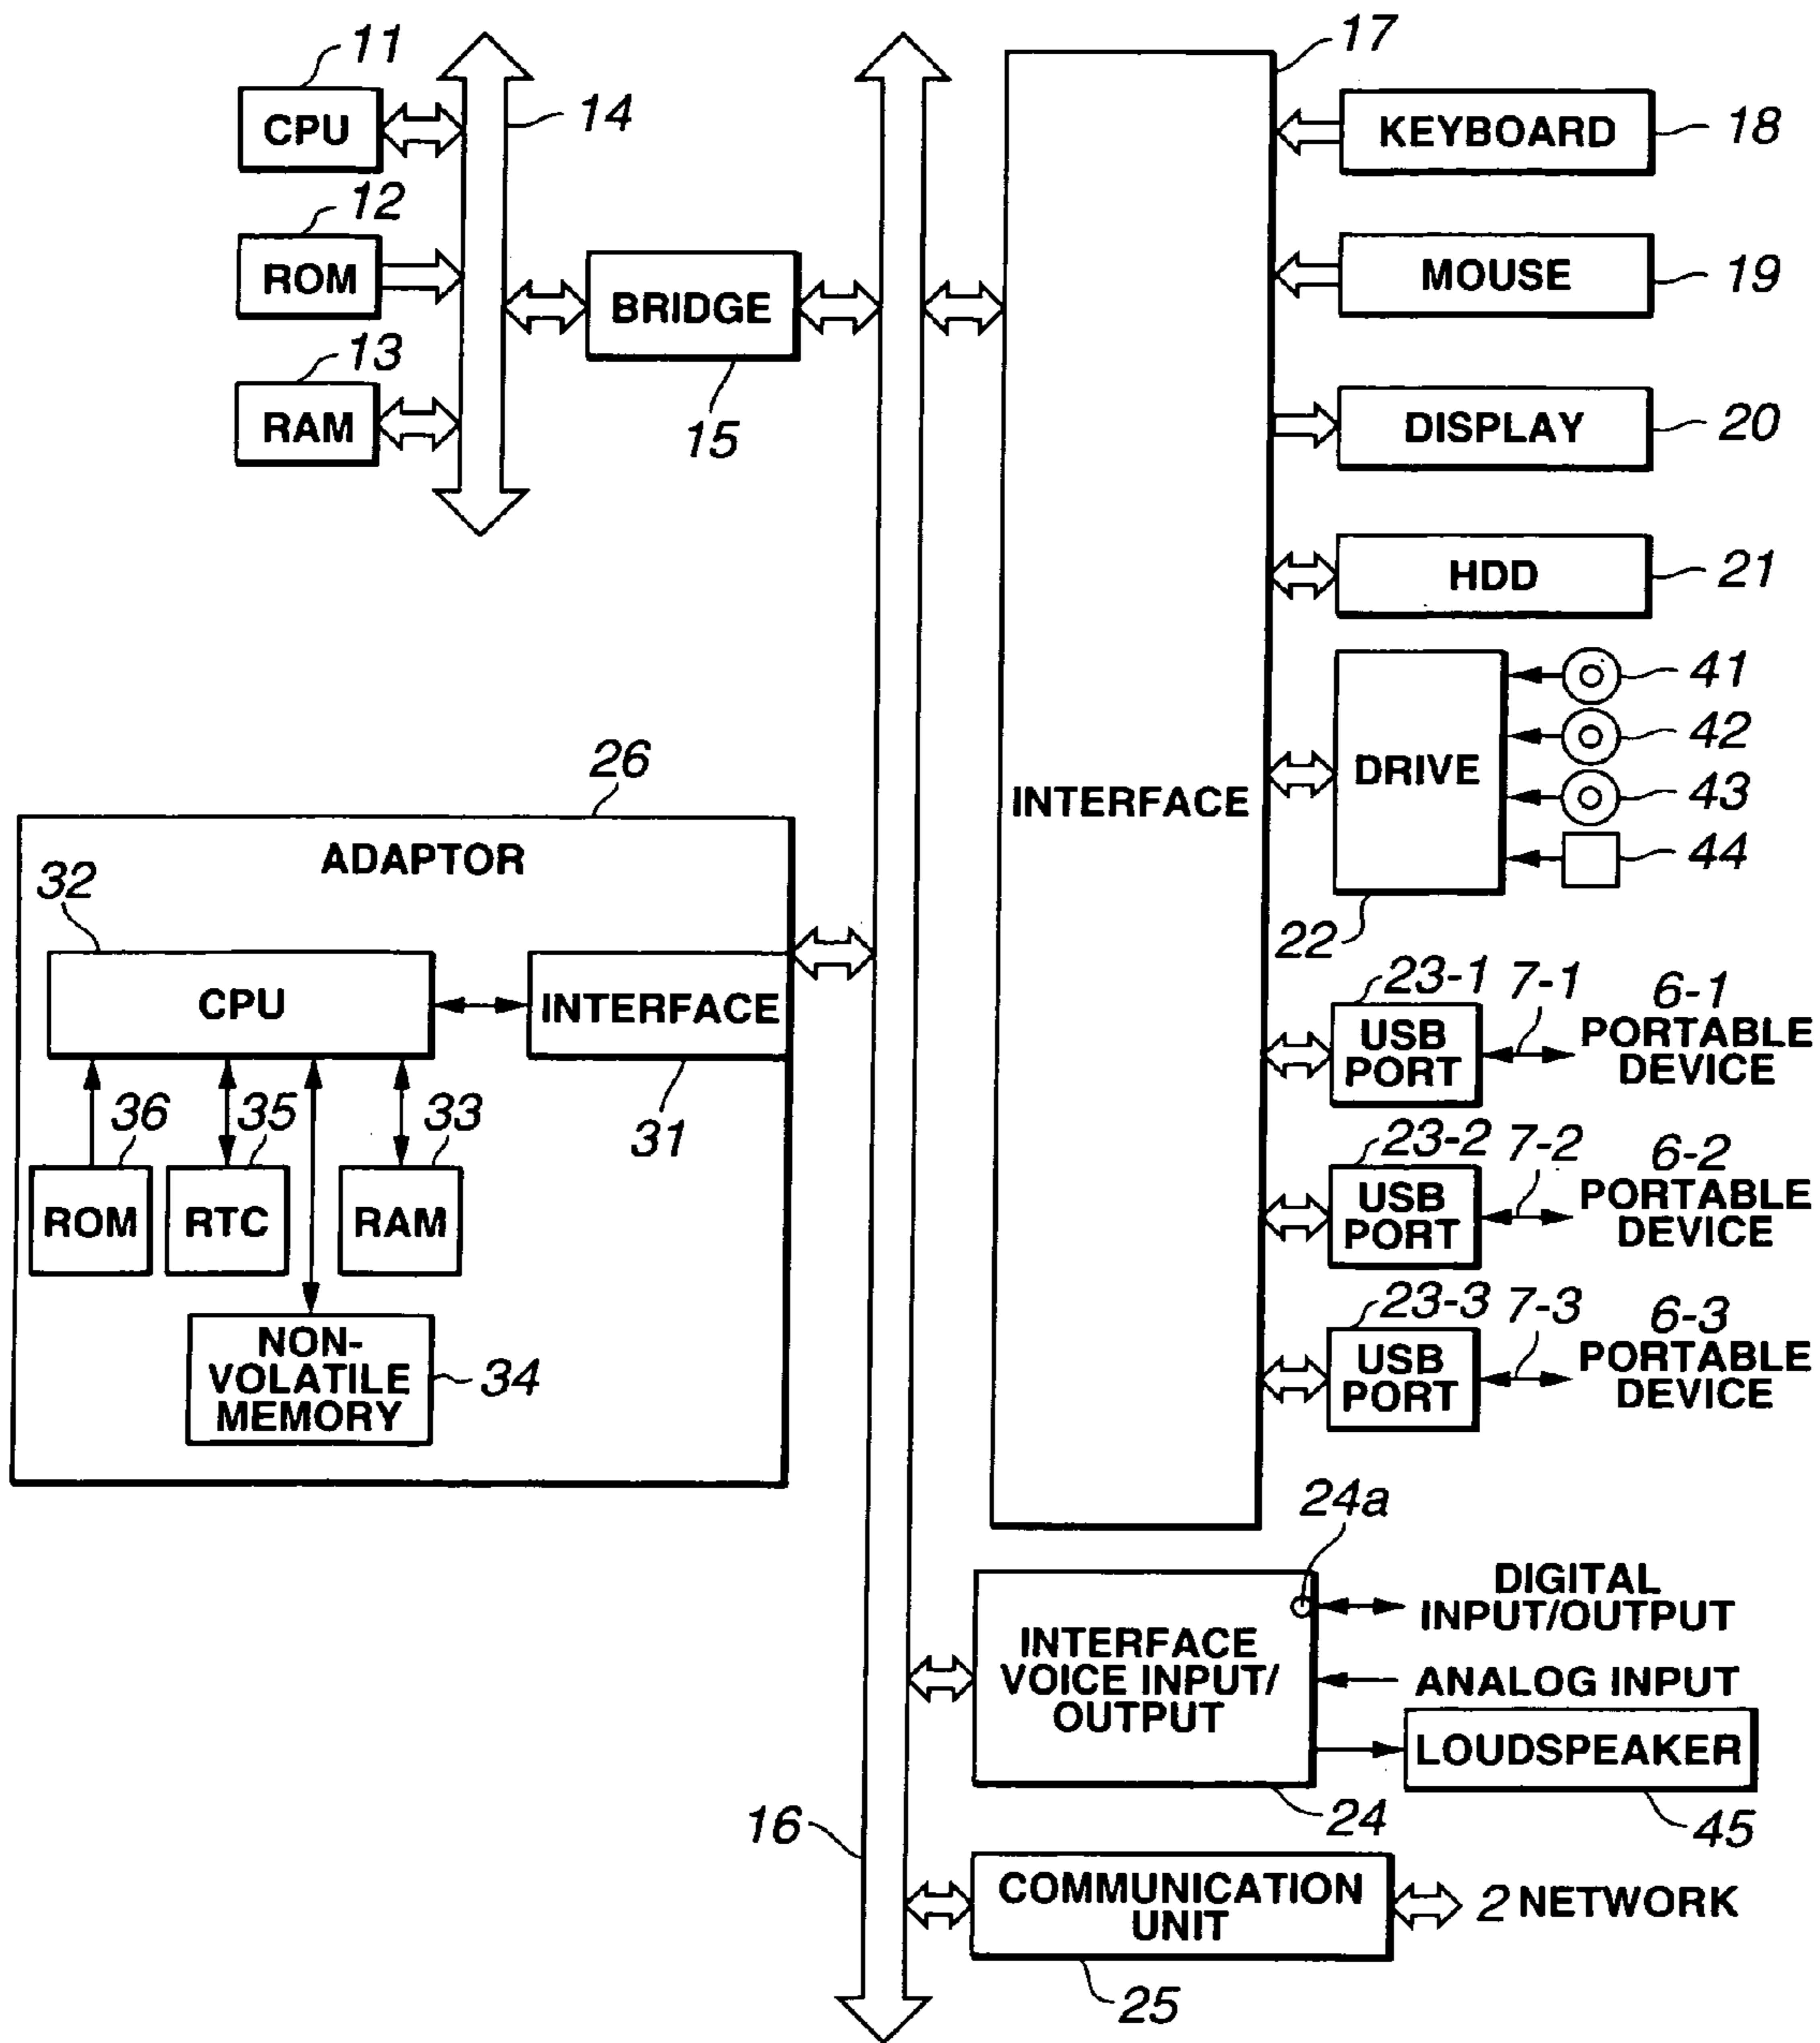 11
CPU
14
12
ROM
13
RAM
BRIDGE
15
17
KEYBOARD
18
MOUSE
19
DISPLAY
20
HDD
21
INTERFACE
DRIVE
22
41
42
43
44
26
ADAPTOR
32
CPU
INTERFACE
31
36
ROM
35
RTC
33
RAM
NON-
VOLATILE
MEMORY
34
23-1
USB
PORT
7-1
6-1
PORTABLE
DEVICE
23-2
USB
PORT
7-2
6-2
PORTABLE
DEVICE
23-3
USB
PORT
7-3
6-3
PORTABLE
DEVICE
24a
DIGITAL
INPUT/OUTPUT
INTERFACE
VOICE INPUT/
OUTPUT
ANALOG INPUT
LOUDSPEAKER
24
45
16
COMMUNICATION
UNIT
2 NETWORK
25